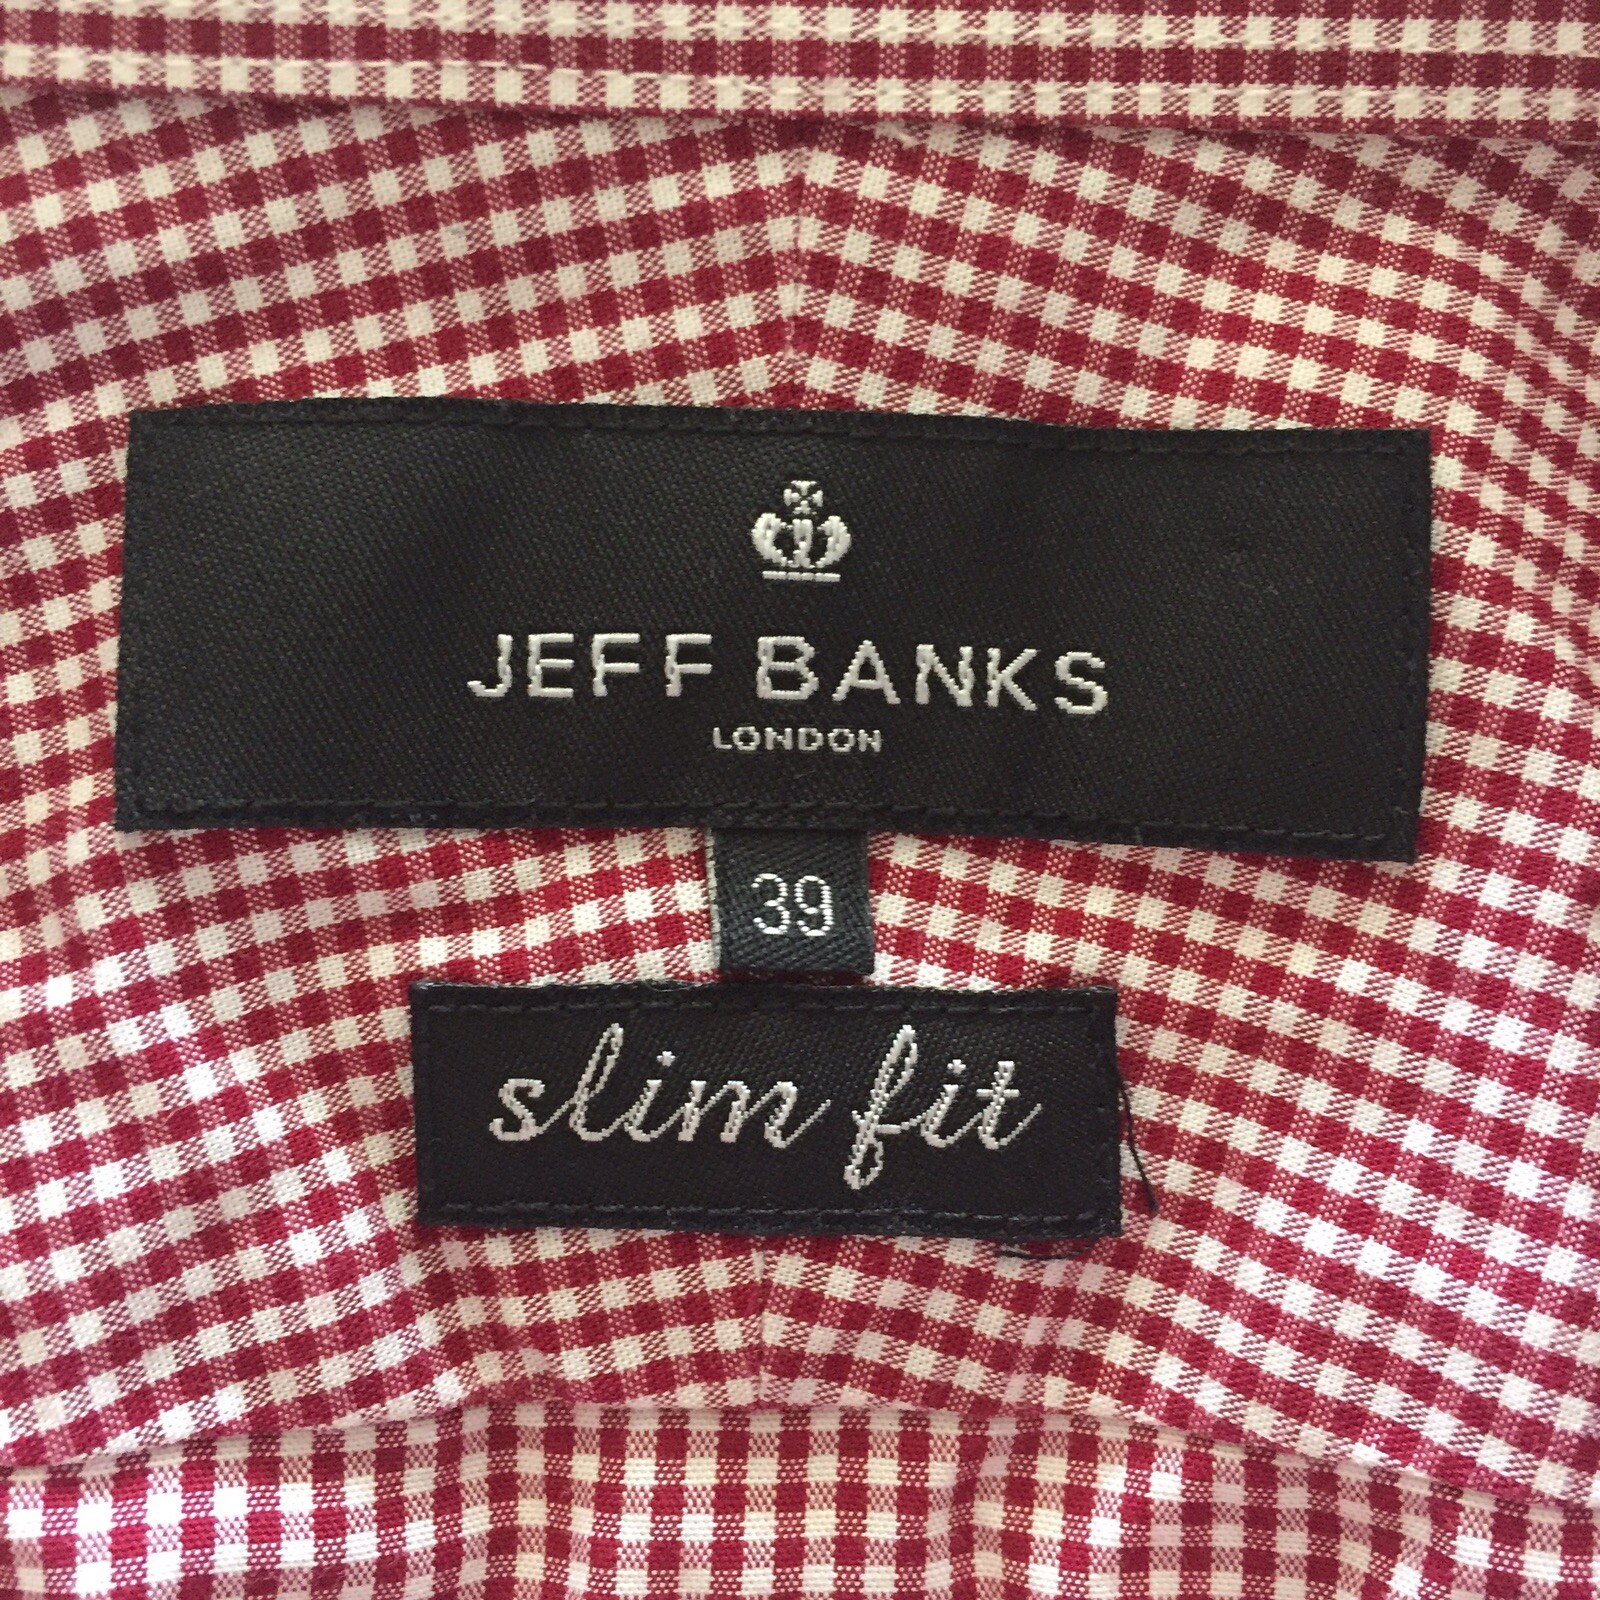 JEFF BANKS
LONDON
39
slim fit